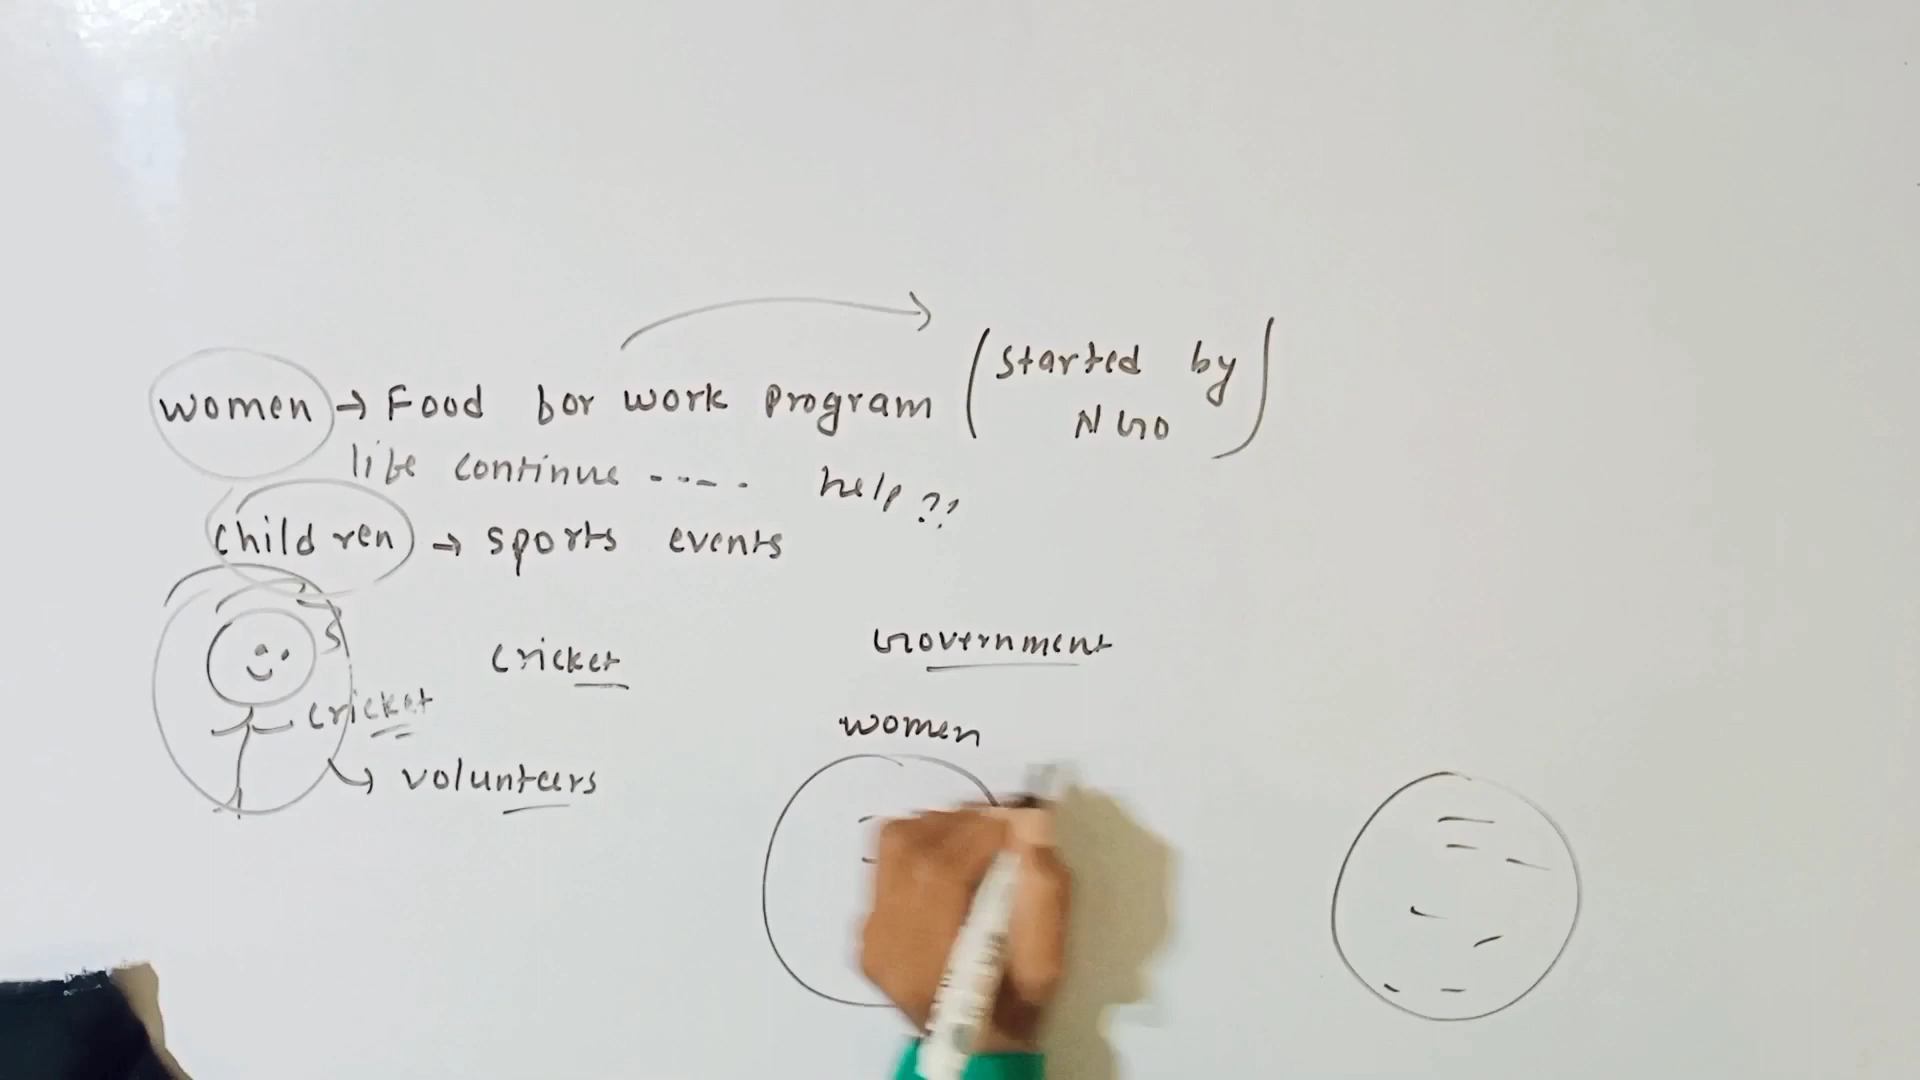 women → Food for work program (started by
NGO)
life continue ----. help??
children → sports events
cricket
Government
cricket
women
volunteers